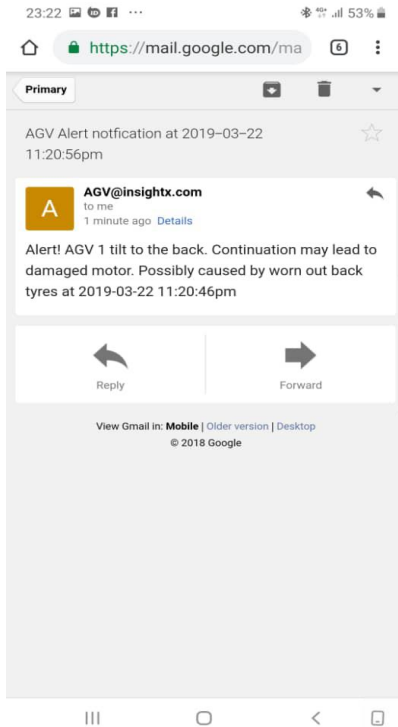 23:22
53%
https://mail.google.com/ma
6
Primary
AGV Alert notfication at 2019-03-22
11:20:56pm
A
AGV@insightx.com
to me
1 minute ago Details
Alert! AGV 1 tilt to the back. Continuation may lead to
damaged motor. Possibly caused by worn out back
tyres at 2019-03-22 11:20:46pm
Reply
Forward
View Gmail in: Mobile | Older version | Desktop
© 2018 Google